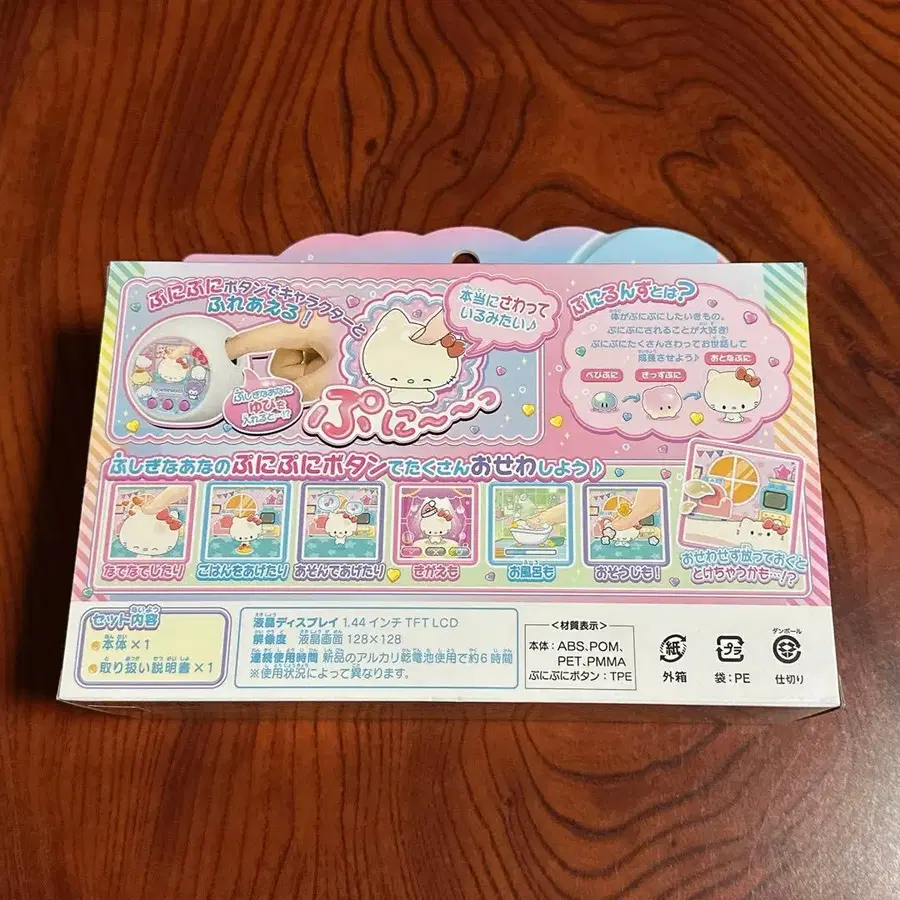 ぷにぷにボタンでキャラクターと
ふれあえる!
ふしぎなあなに
ゆびを
入れると…!?
本当にさわって
いるみたい♪
ぷに〜〜っ
ぷにるんずとは?
体がぷにぷにしたいきもの。
ぷにぷにされることが大好き!
ぷにぷにたくさんさわってお世話して
成長させよう♪
べびぷに
きっずぷに
おとなぷに
ふしぎなあなのぷにぷにボタンでたくさんおせわしよう♪
なでなでしたり
ごはんをあげたり
あそんであげたり
きがえも
お風呂も
おそうじも!
おせわせず放っておくと
とけちゃうかも…!?
セット内容
本体×1
取り扱い説明書×1
液晶ディスプレイ 1.44 インチ TFT LCD
解像度 液晶画面 128×128
連続使用時間 新品のアルカリ乾電池使用で約6時間
※使用状況によって異なります。
<材質表示>
本体:ABS,POM,
PET,PMMA
ぷにぷにボタン:TPE
紙
外箱
プラ
袋:PE
ダンボール
仕切り